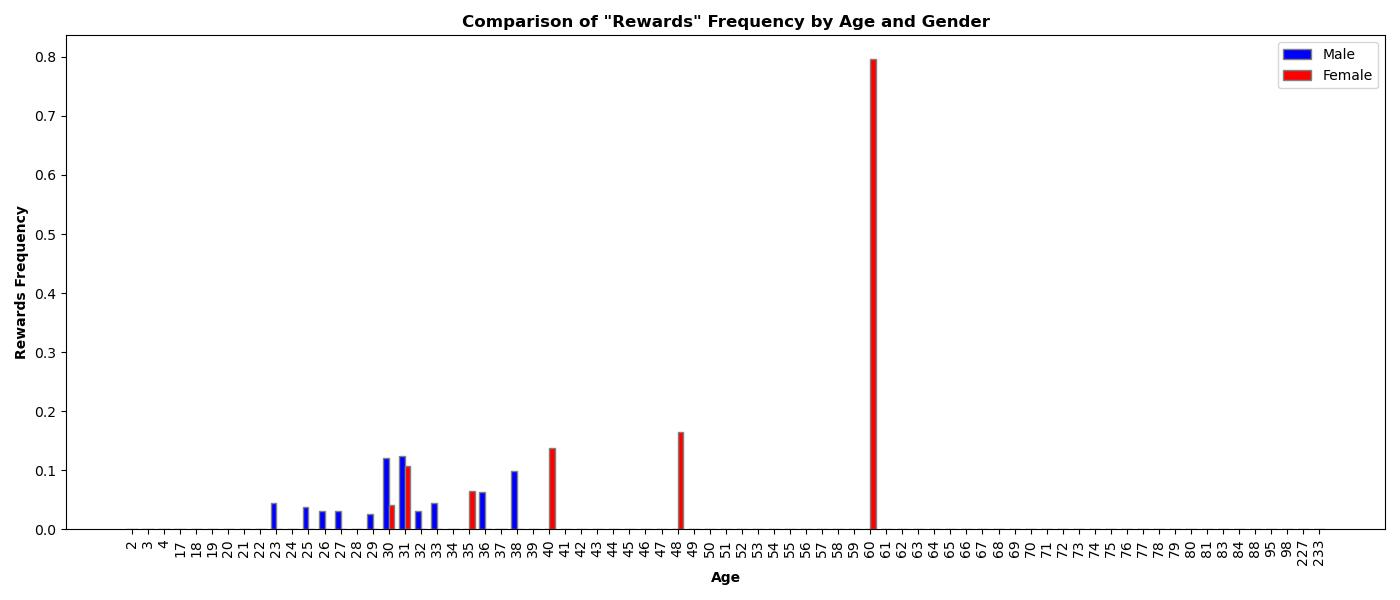 Comparison of "Rewards" Frequency by Age and Gender
Male
Female
Rewards Frequency
0.8
0.7
0.6
0.5
0.4
0.3
0.2
0.1
0.0
2 3 4 17 18 19 20 21 22 23 24 25 26 27 28 29 30 31 32 33 34 35 36 37 38 39 40 41 42 43 44 45 46 47 48 49 50 51 52 53 54 55 56 57 58 59 60 61 62 63 64 65 66 67 68 69 70 71 72 73 74 75 76 77 78 79 80 81 83 84 88 95 98 227 233
Age